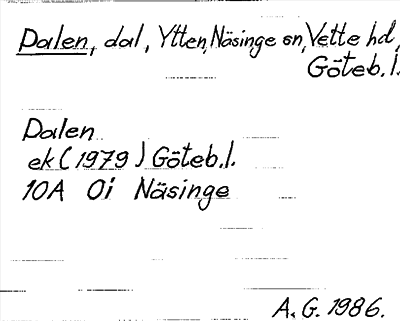 Dalen, dal, Ytten, Näsinge sn, Vette hd,
Göteb. l.
Dalen
ek (1979) Göteb. l.
10A 0i Näsinge
A. G. 1986.